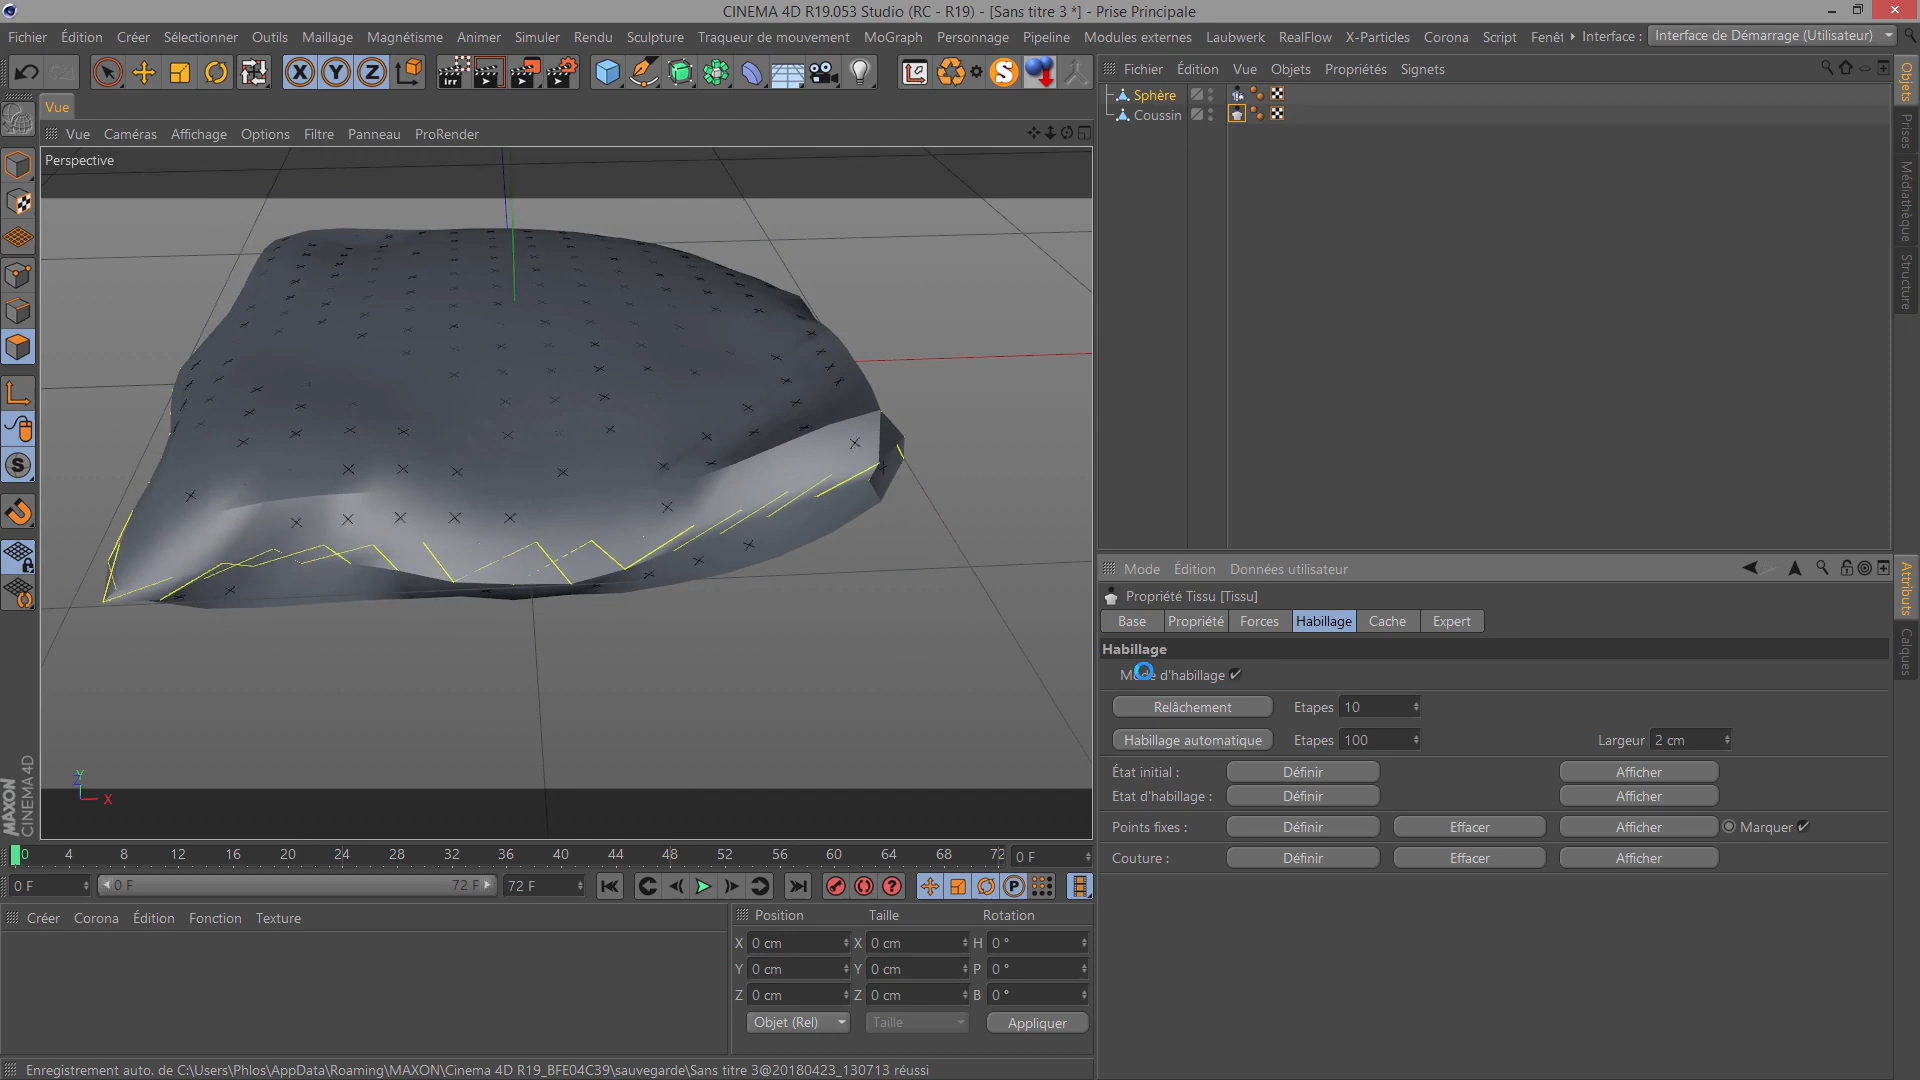 CINEMA 4D R19.053 Studio (RC - R19) - [Sans titre 3 *] - Prise Principale
Fichier Édition Créer Sélectionner Outils Maillage Magnétisme Animer Simuler Rendu Sculpture Traqueur de mouvement MoGraph Personnage Pipeline Modules externes Laubwerk RealFlow X-Particles Corona Script Fenêt Interface : Interface de Démarrage (Utilisateur)
X Y Z
Vue
Vue Caméras Affichage Options Filtre Panneau ProRender
Perspective
Y
X
MAXON
CINEMA 4D
0 4 8 12 16 20 24 28 32 36 40 44 48 52 56 60 64 68 72 0 F
0 F 0 F 72 F 72 F
Créer Corona Édition Fonction Texture
Position Taille Rotation
X 0 cm X 0 cm H 0 °
Y 0 cm Y 0 cm P 0 °
Z 0 cm Z 0 cm B 0 °
Objet (Rel) Taille Appliquer
Enregistrement auto. de C:\Users\Phlos\AppData\Roaming\MAXON\Cinema 4D R19_BFE04C39\sauvegarde\Sans titre 3@20180423_130713 réussi
Fichier Édition Vue Objets Propriétés Signets
Sphère
Coussin
Objets
Prises
Médiathèque
Structure
Mode Édition Données utilisateur
Propriété Tissu [Tissu]
Base Propriété Forces Habillage Cache Expert
Habillage
d'habillage
Relâchement Etapes 10
Habillage automatique Etapes 100 Largeur 2 cm
État initial : Définir Afficher
Etat d'habillage : Définir Afficher
Points fixes : Définir Effacer Afficher Marquer
Couture : Définir Effacer Afficher
Attributs
Calques